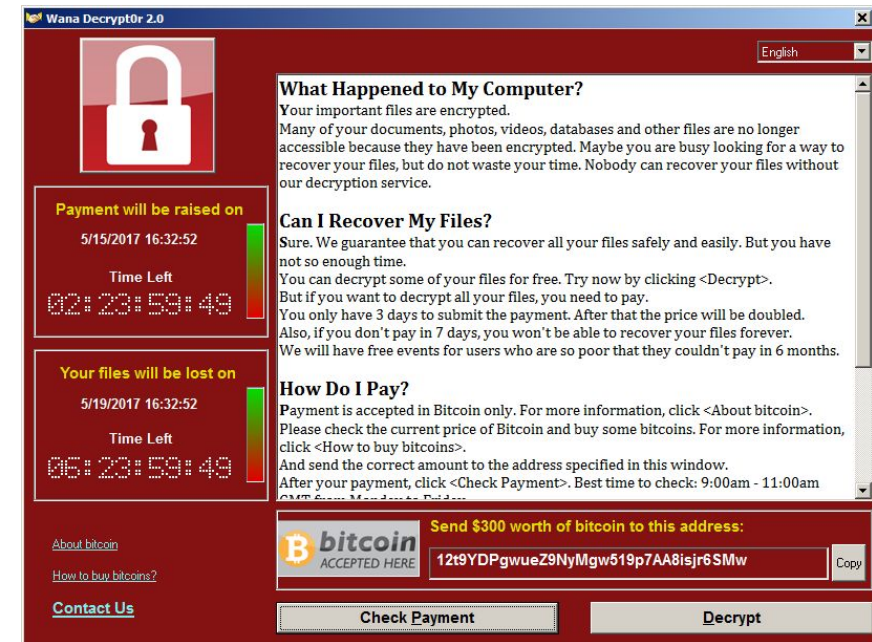 Wana Decrypt0r 2.0
English
What Happened to My Computer?
Your important files are encrypted.
Many of your documents, photos, videos, databases and other files are no longer
accessible because they have been encrypted. Maybe you are busy looking for a way to
recover your files, but do not waste your time. Nobody can recover your files without
our decryption service.
Can I Recover My Files?
Sure. We guarantee that you can recover all your files safely and easily. But you have
not so enough time.
You can decrypt some of your files for free. Try now by clicking <Decrypt>.
But if you want to decrypt all your files, you need to pay.
You only have 3 days to submit the payment. After that the price will be doubled.
Also, if you don't pay in 7 days, you won't be able to recover your files forever.
We will have free events for users who are so poor that they couldn't pay in 6 months.
How Do I Pay?
Payment is accepted in Bitcoin only. For more information, click <About bitcoin>.
Please check the current price of Bitcoin and buy some bitcoins. For more information,
click <How to buy bitcoins>.
And send the correct amount to the address specified in this window.
After your payment, click <Check Payment>. Best time to check: 9:00am - 11:00am
GMT from Monday to Friday
Payment will be raised on
5/15/2017 16:32:52
Time Left
02:23:59:49
Your files will be lost on
5/19/2017 16:32:52
Time Left
06:23:59:49
About bitcoin
How to buy bitcoins?
Contact Us
bitcoin
ACCEPTED HERE
Send $300 worth of bitcoin to this address:
12t9YDPgwueZ9NyMgw519p7AA8isjr6SMw
Copy
Check Payment
Decrypt